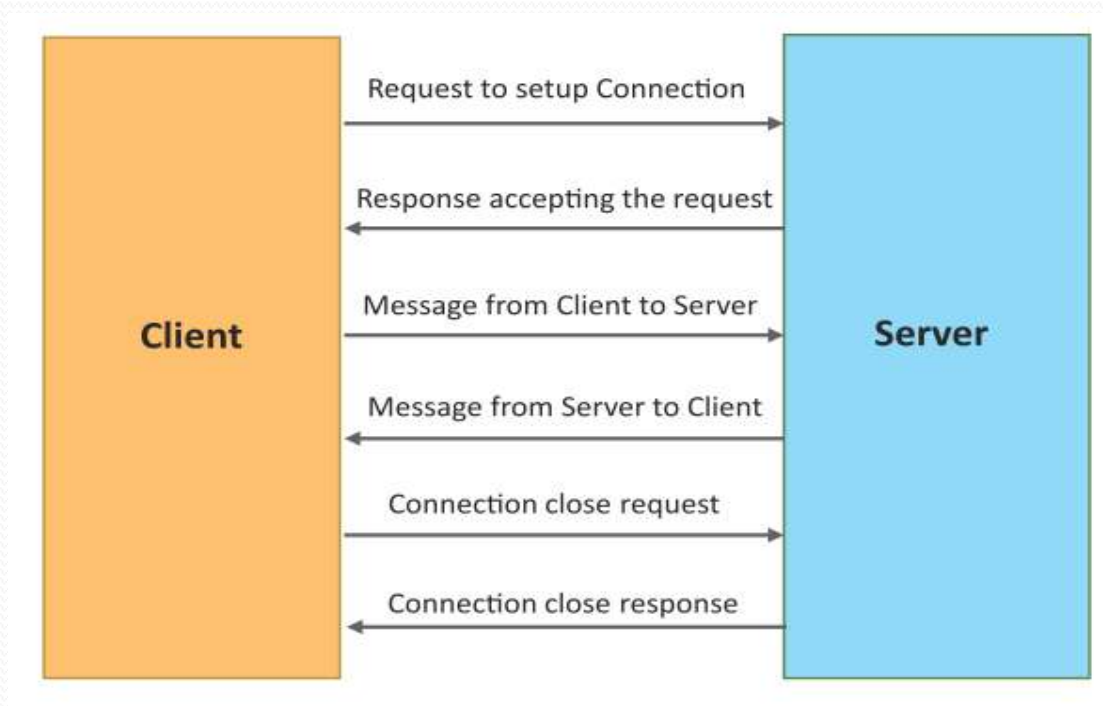 Request to setup Connection
Response accepting the request
Message from Client to Server
Client
Server
Message from Server to Client
Connection close request
Connection close response